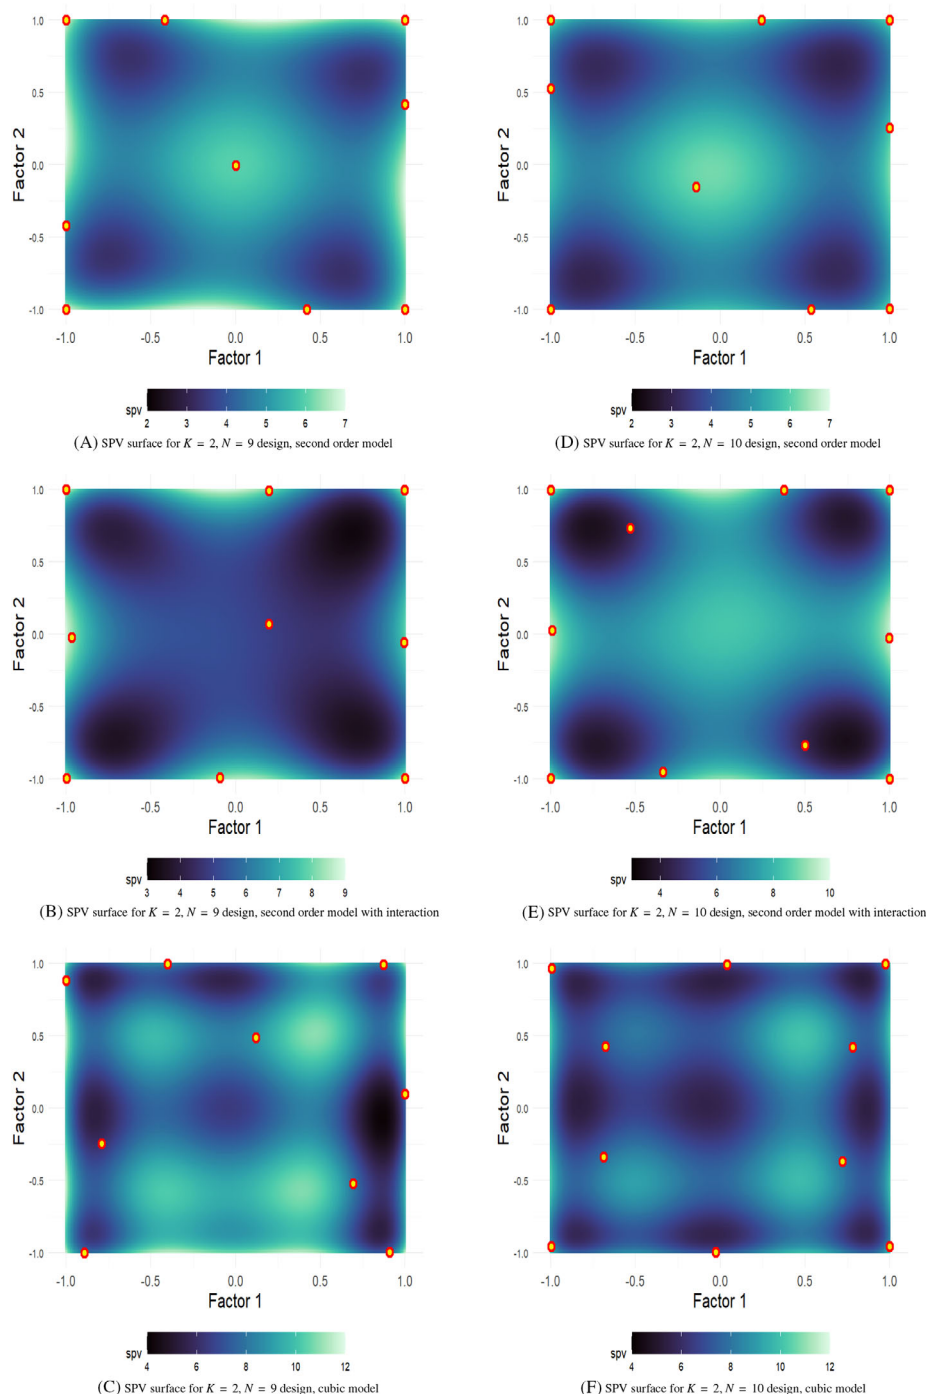 1.0
0.5
0.0
-0.5
-1.0
Factor 2
-1.0 -0.5 0.0 0.5 1.0
Factor 1
spv
2 3 4 5 6 7
(A) SPV surface for K = 2, N = 9 design, second order model
1.0
0.5
0.0
-0.5
-1.0
Factor 2
-1.0 -0.5 0.0 0.5 1.0
Factor 1
spv
2 3 4 5 6 7
(D) SPV surface for K = 2, N = 10 design, second order model
1.0
0.5
0.0
-0.5
-1.0
Factor 2
-1.0 -0.5 0.0 0.5 1.0
Factor 1
spv
3 4 5 6 7 8 9
(B) SPV surface for K = 2, N = 9 design, second order model with interaction
1.0
0.5
0.0
-0.5
-1.0
Factor 2
-1.0 -0.5 0.0 0.5 1.0
Factor 1
spv
4 6 8 10
(E) SPV surface for K = 2, N = 10 design, second order model with interaction
1.0
0.5
0.0
-0.5
-1.0
Factor 2
-1.0 -0.5 0.0 0.5 1.0
Factor 1
spv
4 6 8 10 12
(C) SPV surface for K = 2, N = 9 design, cubic model
1.0
0.5
0.0
-0.5
-1.0
Factor 2
-1.0 -0.5 0.0 0.5 1.0
Factor 1
spv
4 6 8 10 12
(F) SPV surface for K = 2, N = 10 design, cubic model